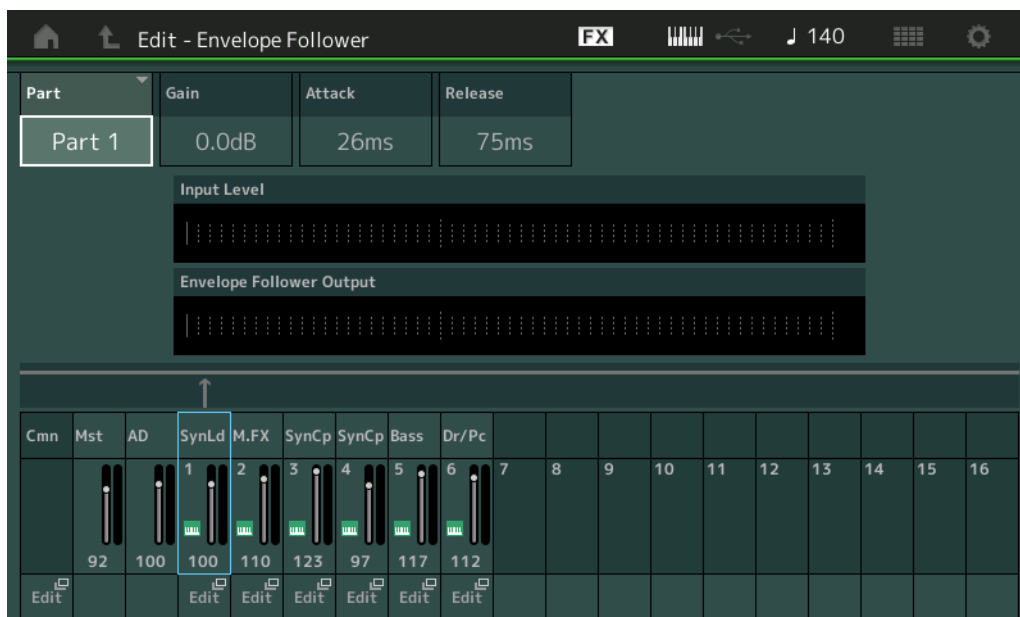 Edit - Envelope Follower FX 140
Part Gain Attack Release
Part 1 0.0dB 26ms 75ms
Input Level
Envelope Follower Output
Cmn Mst AD SynLd M.FX SynCp SynCp Bass Dr/Pc
1 2 3 4 5 6 7 8 9 10 11 12 13 14 15 16
92 100 100 110 123 97 117 112
Edit Edit Edit Edit Edit Edit Edit